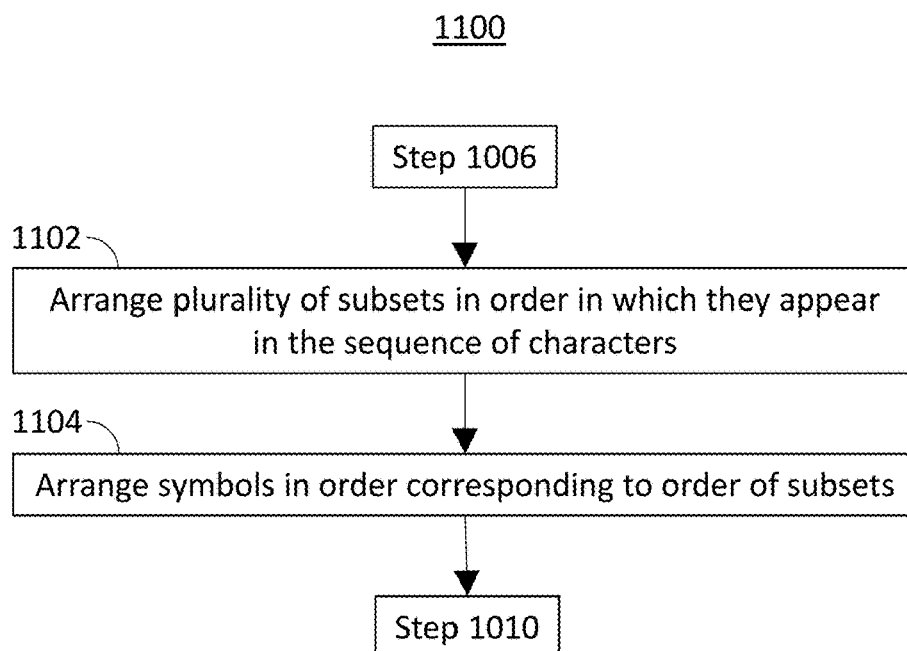 1100
Step 1006
1102
Arrange plurality of subsets in order in which they appear
in the sequence of characters
1104
Arrange symbols in order corresponding to order of subsets
Step 1010